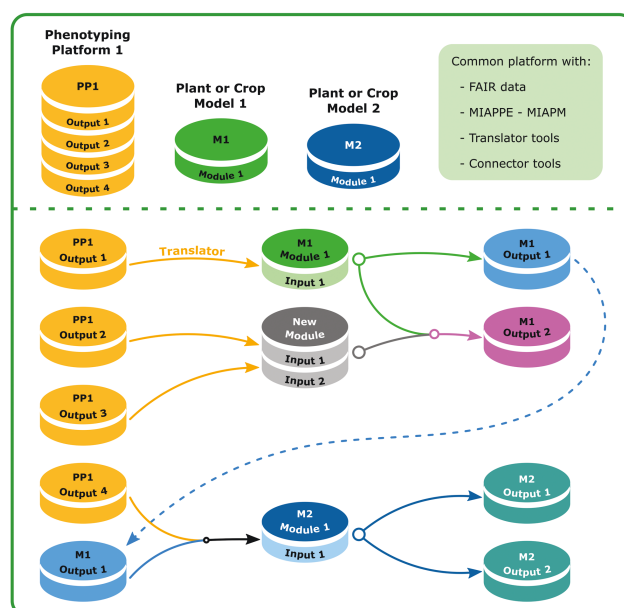 Phenotyping
Platform 1
PP1
Output 1
Output 2
Output 3
Output 4
Plant or Crop
Model 1
M1
Module 1
Plant or Crop
Model 2
M2
Module 1
Common platform with:
- FAIR data
- MIAPPE - MIAPM
- Translator tools
- Connector tools
PP1
Output 1
Translator
M1
Module 1
Input 1
M1
Output 1
PP1
Output 2
New
Module
Input 1
Input 2
M1
Output 2
PP1
Output 3
PP1
Output 4
M2
Module 1
Input 1
M2
Output 1
M1
Output 1
M2
Output 2